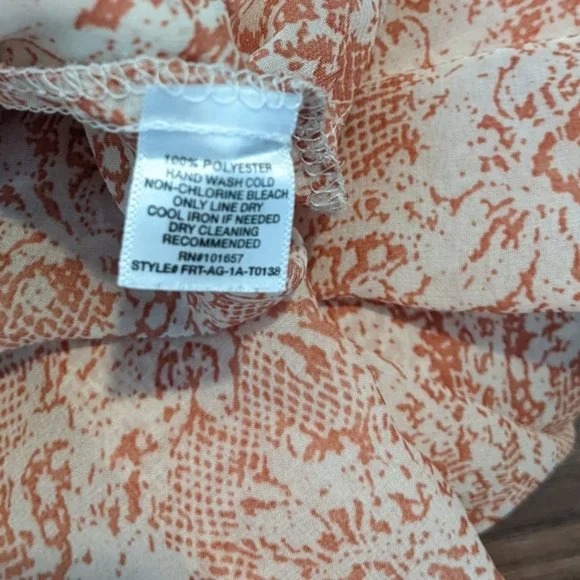 100% POLYESTER
HAND WASH COLD
NON-CHLORINE BLEACH
ONLY LINE DRY
COOL IRON IF NEEDED
DRY CLEANING
RECOMMENDED
RN#101657
STYLE# FRT-AG-1A-T0138